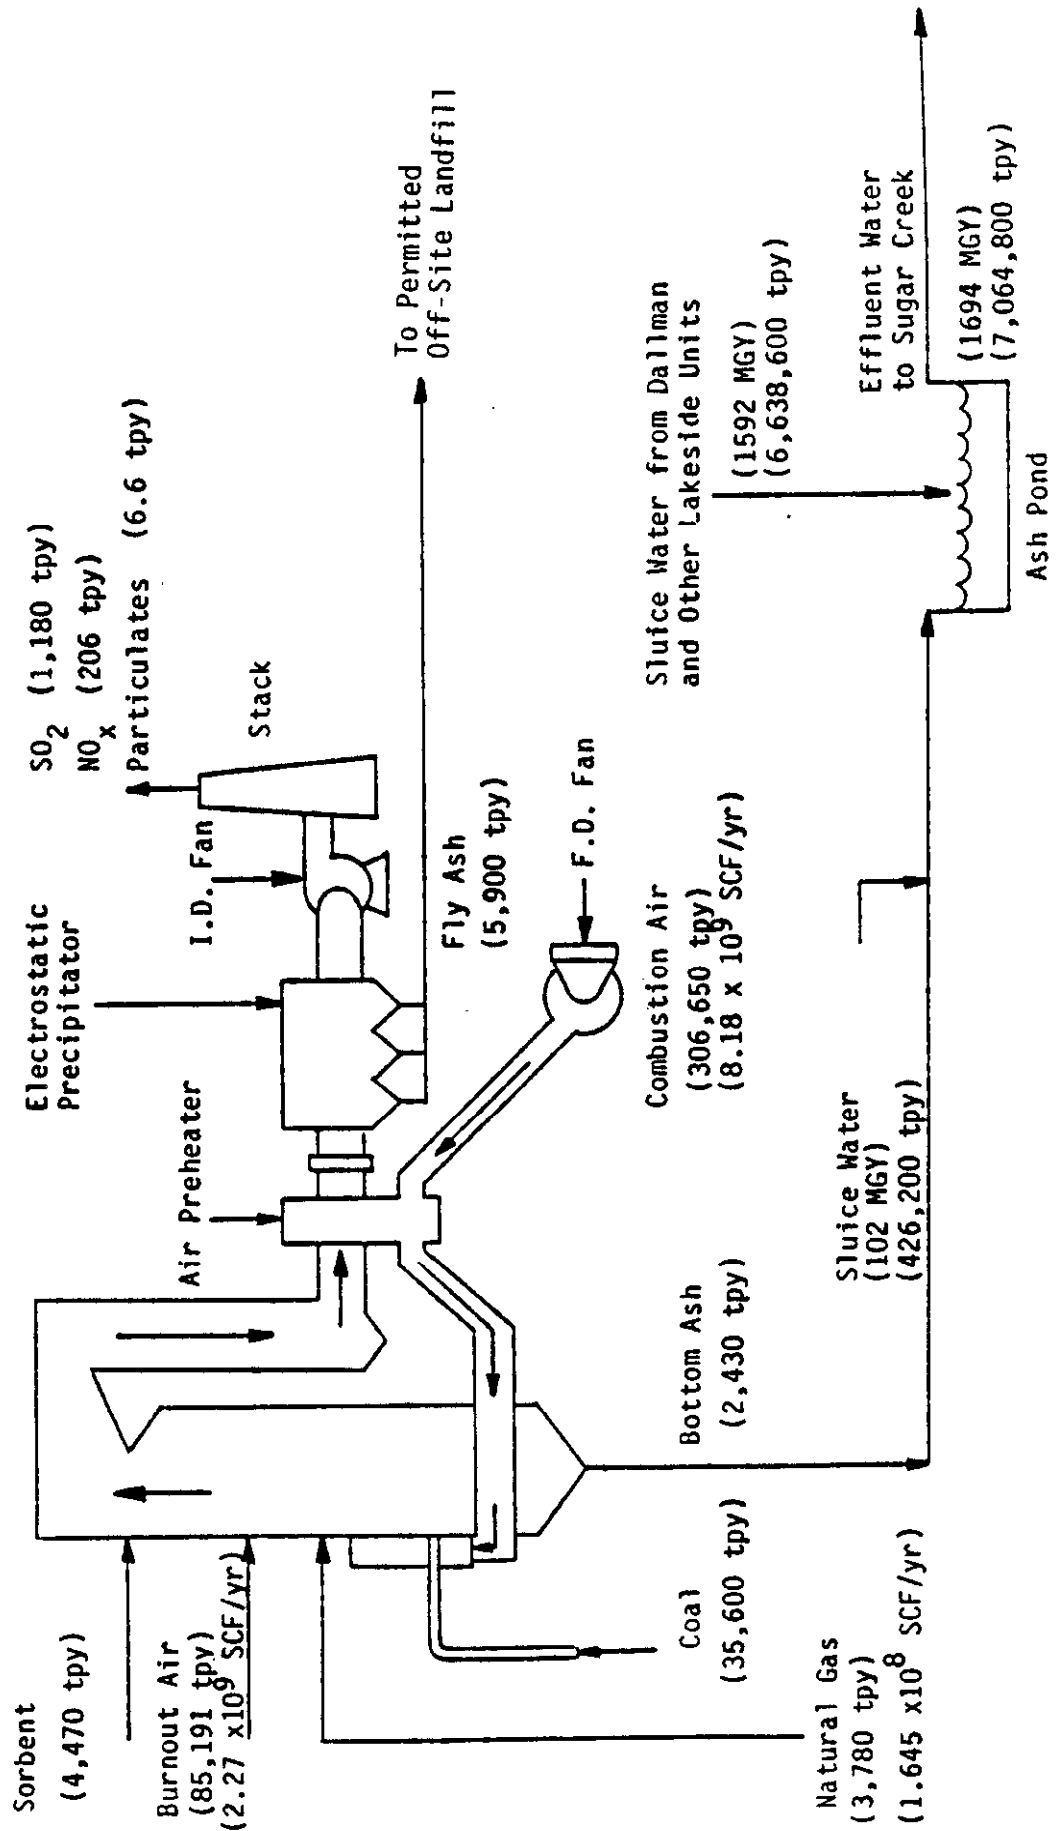 Sorbent
(4,470 tpy)
Burnout Air
(85,191 tpy)
(2.27 x10⁹ SCF/yr)
Natural Gas
(3,780 tpy)
(1.645 x10⁸ SCF/yr)
Coal
(35,600 tpy)
Bottom Ash
(2,430 tpy)
Air Preheater
Electrostatic
Precipitator
I.D. Fan
Stack
SO₂ (1,180 tpy)
NOₓ (206 tpy)
Particulates (6.6 tpy)
Fly Ash
(5,900 tpy)
To Permitted
Off-Site Landfill
F.D. Fan
Combustion Air
(306,650 tpy)
(8.18 x 10⁹ SCF/yr)
Sluice Water
(102 MGY)
(426,200 tpy)
Sluice Water from Dallman
and Other Lakeside Units
(1592 MGY)
(6,638,600 tpy)
Ash Pond
Effluent Water
to Sugar Creek
(1694 MGY)
(7,064,800 tpy)